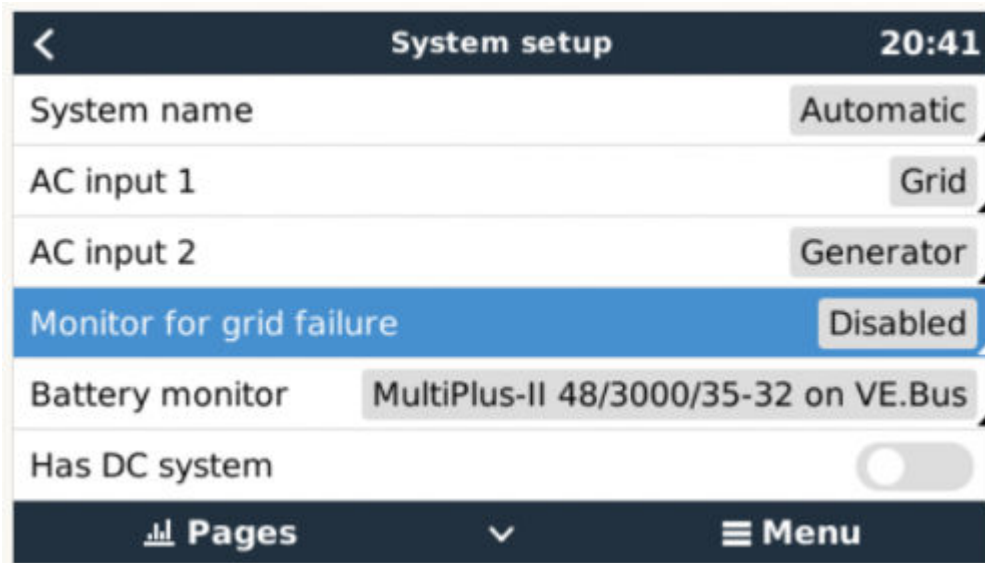 System setup 20:41
System name Automatic
AC input 1 Grid
AC input 2 Generator
Monitor for grid failure Disabled
Battery monitor MultiPlus-II 48/3000/35-32 on VE.Bus
Has DC system
Pages Menu